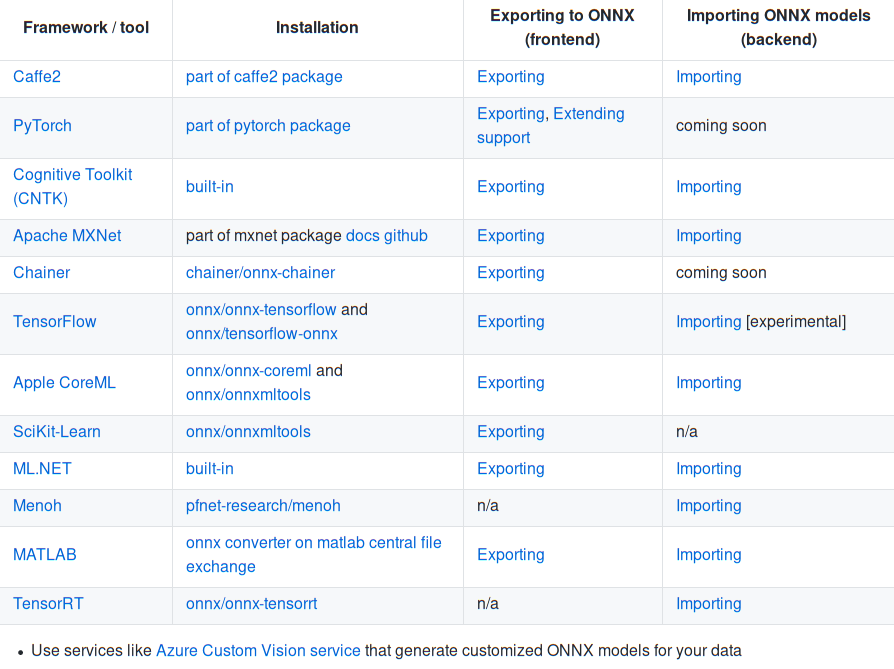 Framework / tool Installation Exporting to ONNX (frontend) Importing ONNX models (backend)
Caffe2 part of caffe2 package Exporting Importing
PyTorch part of pytorch package Exporting, Extending support coming soon
Cognitive Toolkit (CNTK) built-in Exporting Importing
Apache MXNet part of mxnet package docs github Exporting Importing
Chainer chainer/onnx-chainer Exporting coming soon
TensorFlow onnx/onnx-tensorflow and onnx/tensorflow-onnx Exporting Importing [experimental]
Apple CoreML onnx/onnx-coreml and onnx/onnxmltools Exporting Importing
SciKit-Learn onnx/onnxmltools Exporting n/a
ML.NET built-in Exporting Importing
Menoh pfnet-research/menoh n/a Importing
MATLAB onnx converter on matlab central file exchange Exporting Importing
TensorRT onnx/onnx-tensorrt n/a Importing
• Use services like Azure Custom Vision service that generate customized ONNX models for your data